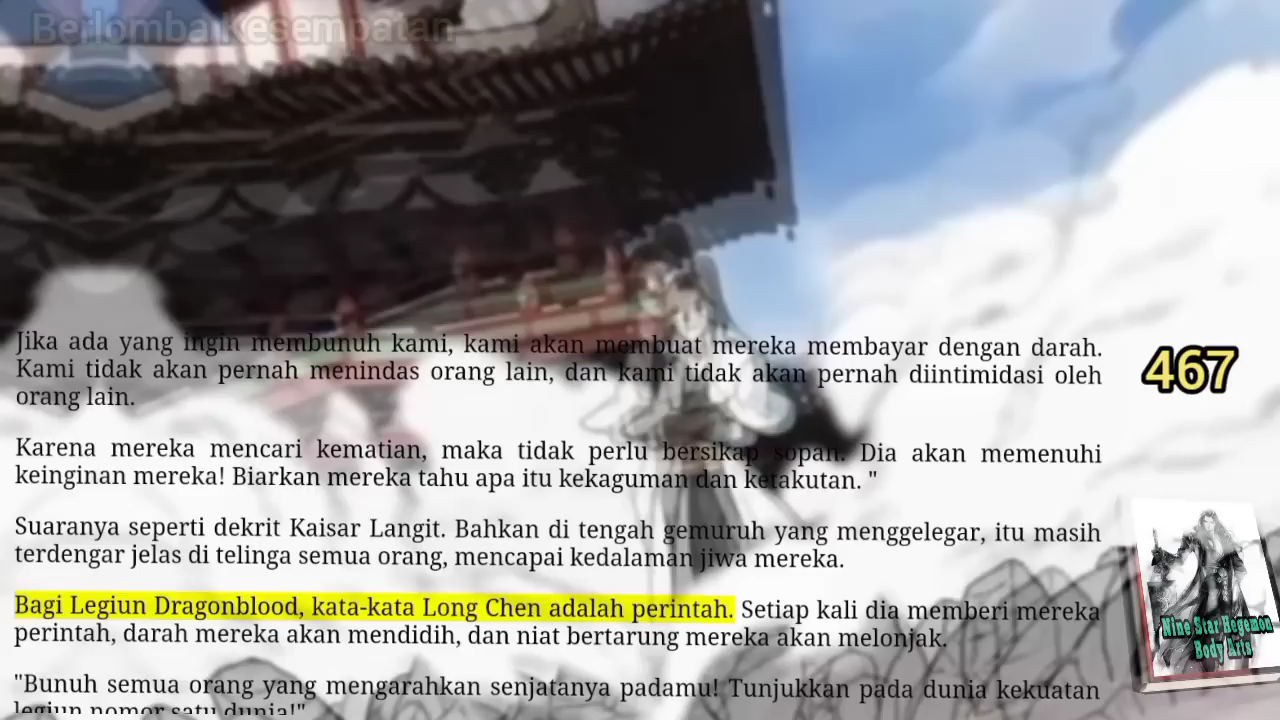 Berlomba Kesempatan
Jika ada yang ingin membunuh kami, kami akan membuat mereka membayar dengan darah.
Kami tidak akan pernah menindas orang lain, dan kami tidak akan pernah diintimidasi oleh
orang lain.
467
Karena mereka mencari kematian, maka tidak perlu bersikap sopan. Dia akan memenuhi
keinginan mereka! Biarkan mereka tahu apa itu kekaguman dan ketakutan. "
Suaranya seperti dekrit Kaisar Langit. Bahkan di tengah gemuruh yang menggelegar, itu masih
terdengar jelas di telinga semua orang, mencapai kedalaman jiwa mereka.
Bagi Legiun Dragonblood, kata-kata Long Chen adalah perintah. Setiap kali dia memberi mereka
perintah, darah mereka akan mendidih, dan niat bertarung mereka akan melonjak.
Nine Star Hegemon
Body Arts
"Bunuh semua orang yang mengarahkan senjatanya padamu! Tunjukkan pada dunia kekuatan
legiun nomor satu dunia!"